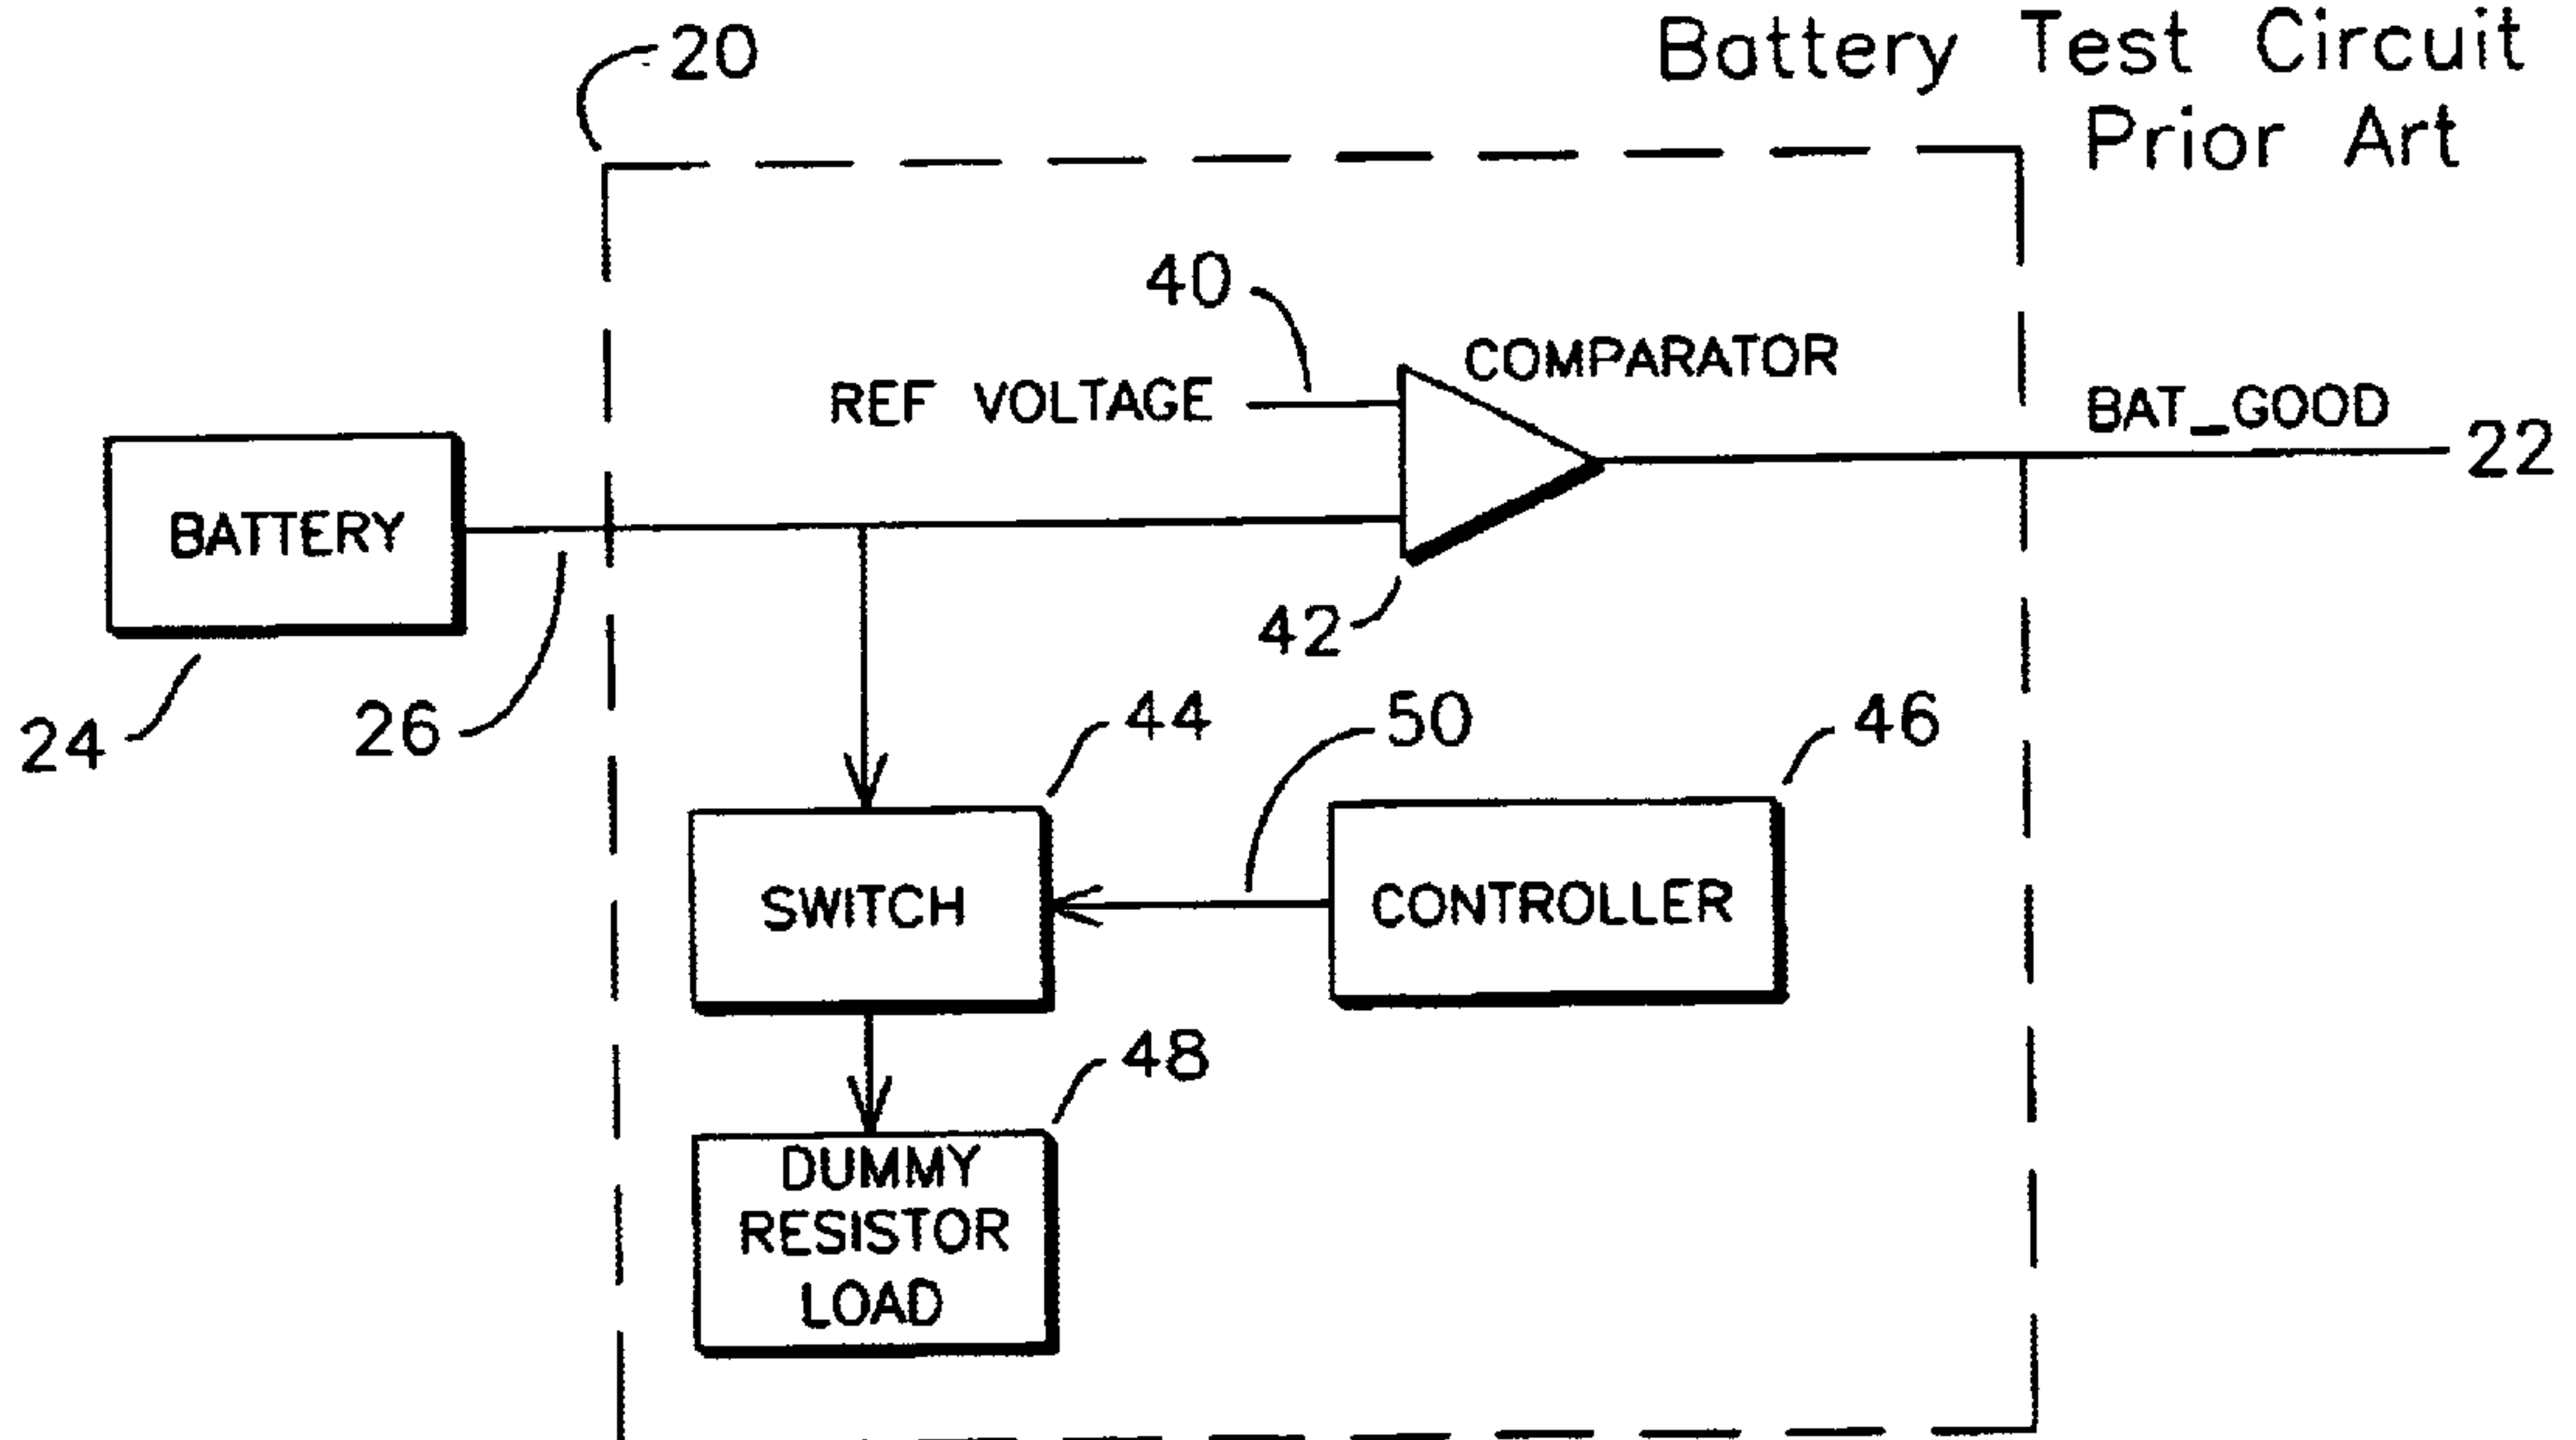 20
Battery Test Circuit
Prior Art
40
COMPARATOR
REF VOLTAGE
BAT_GOOD
22
BATTERY
42
24
26
44
50
46
SWITCH
CONTROLLER
48
DUMMY
RESISTOR
LOAD